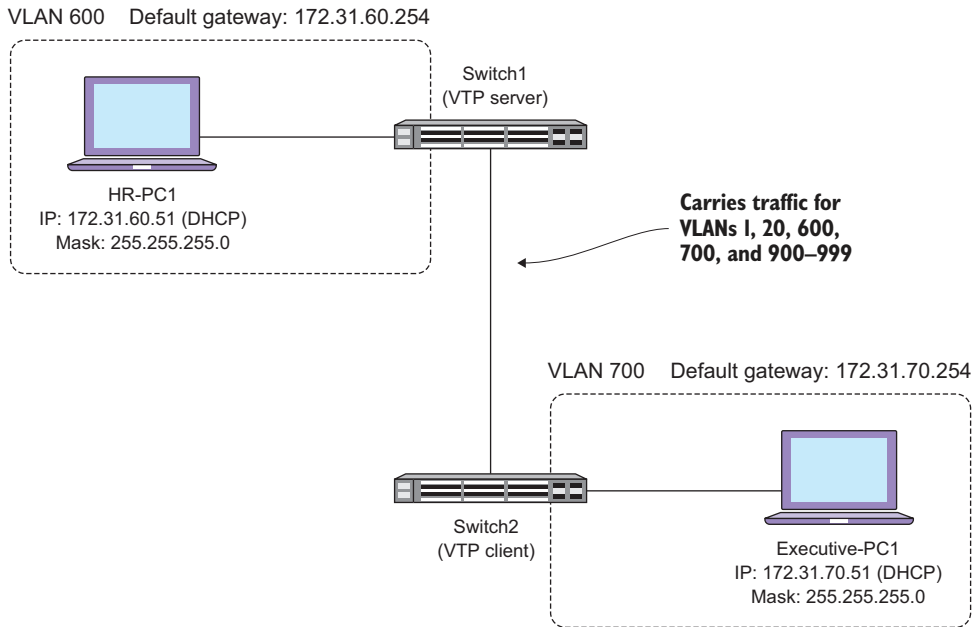 VLAN 600 Default gateway: 172.31.60.254
Switch1
(VTP server)
HR-PC1
IP: 172.31.60.51 (DHCP)
Mask: 255.255.255.0
Carries traffic for
VLANs 1, 20, 600,
700, and 900–999
VLAN 700 Default gateway: 172.31.70.254
Switch2
(VTP client)
Executive-PC1
IP: 172.31.70.51 (DHCP)
Mask: 255.255.255.0